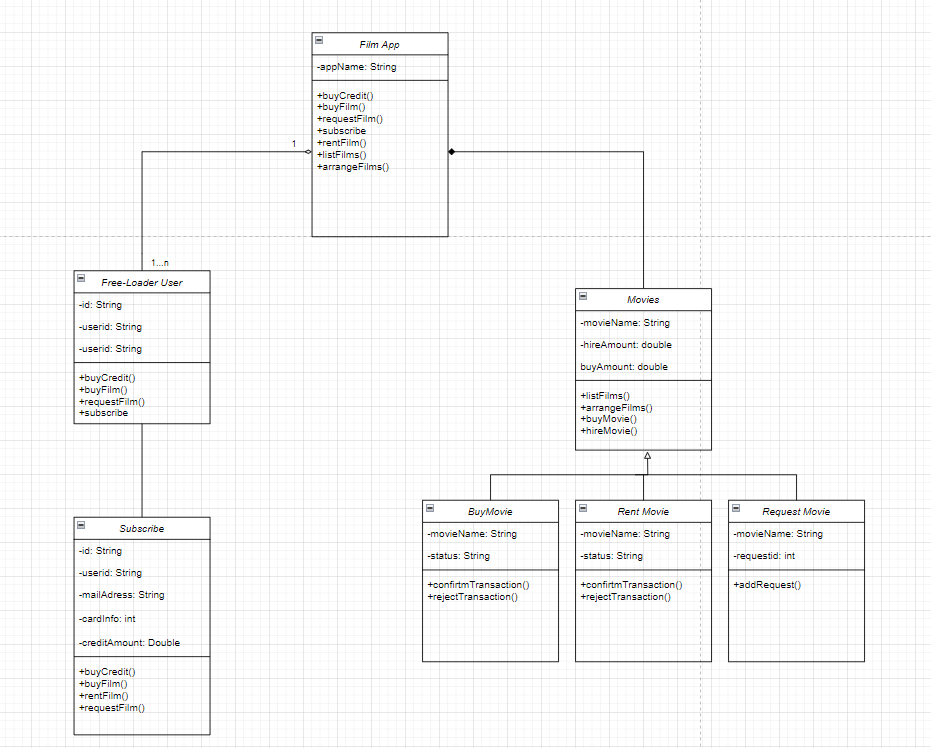 Film App
-appName: String
+buyCredit()
+buyFilm()
+requestFilm()
+subscribe
+rentFilm()
+listFilms()
+arrangeFilms()
1
1...n
Free-Loader User
-id: String
-userid: String
-userid: String
+buyCredit()
+buyFilm()
+requestFilm()
+subscribe
Movies
-movieName: String
-hireAmount: double
buyAmount: double
+listFilms()
+arrangeFilms()
+buyMovie()
+hireMovie()
Subscribe
-id: String
-userid: String
-mailAdress: String
-cardInfo: int
-creditAmount: Double
+buyCredit()
+buyFilm()
+rentFilm()
+requestFilm()
BuyMovie
-movieName: String
-status: String
+confirtmTransaction()
+rejectTransaction()
Rent Movie
-movieName: String
-status: String
+confirtmTransaction()
+rejectTransaction()
Request Movie
-movieName: String
-requestid: int
+addRequest()